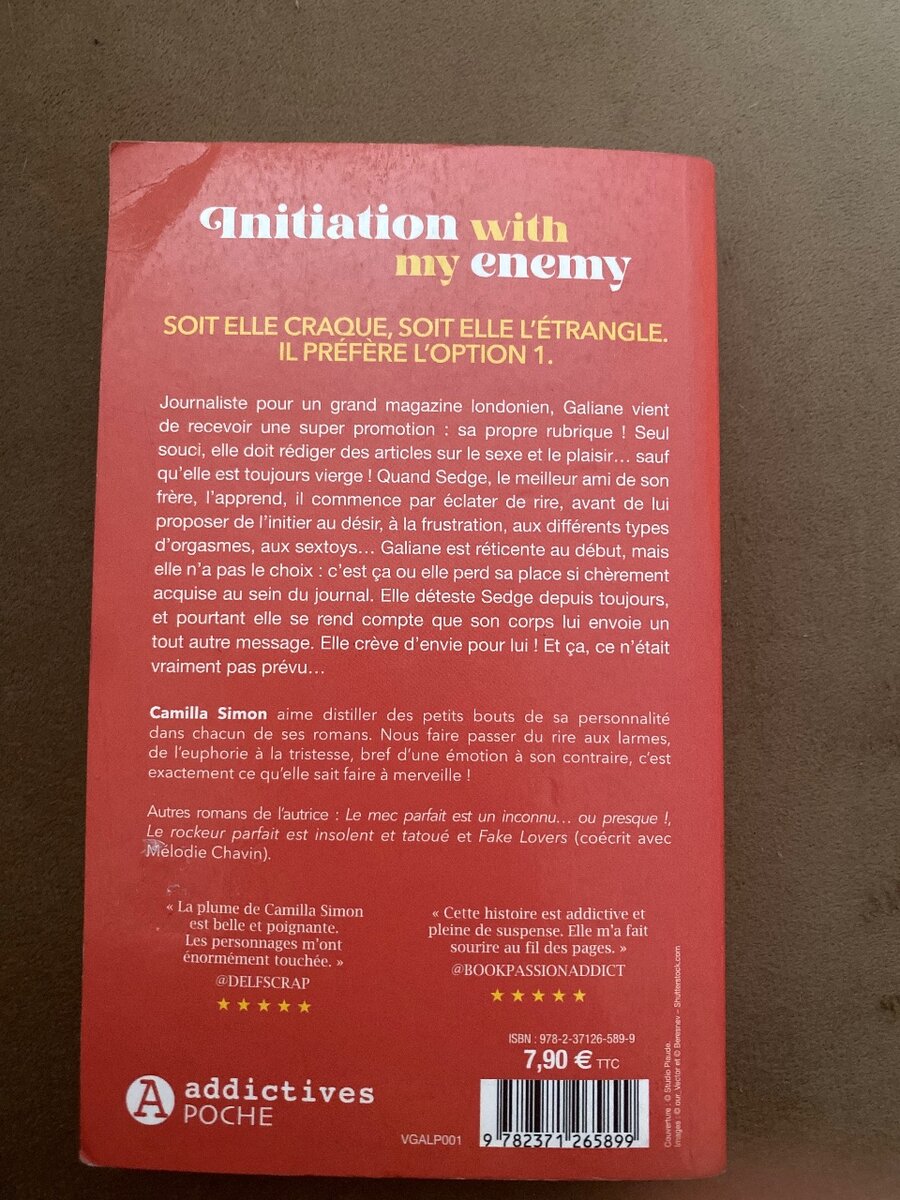 Initiation with
my enemy
SOIT ELLE CRAQUE, SOIT ELLE L'ÉTRANGLE.
IL PRÉFÈRE L'OPTION 1.
Journaliste pour un grand magazine londonien, Galiane vient
de recevoir une super promotion : sa propre rubrique ! Seul
souci, elle doit rédiger des articles sur le sexe et le plaisir… sauf
qu'elle est toujours vierge ! Quand Sedge, le meilleur ami de son
frère, l'apprend, il commence par éclater de rire, avant de lui
proposer de l'initier au désir, à la frustration, aux différents types
d'orgasmes, aux sextoys… Galiane est réticente au début, mais
elle n'a pas le choix : c'est ça ou elle perd sa place si chèrement
acquise au sein du journal. Elle déteste Sedge depuis toujours,
et pourtant elle se rend compte que son corps lui envoie un
tout autre message. Elle crève d'envie pour lui ! Et ça, ce n'était
vraiment pas prévu…
Camilla Simon aime distiller des petits bouts de sa personnalité
dans chacun de ses romans. Nous faire passer du rire aux larmes,
de l'euphorie à la tristesse, bref d'une émotion à son contraire, c'est
exactement ce qu'elle sait faire à merveille !
Autres romans de l'autrice : Le mec parfait est un inconnu… ou presque !,
Le rockeur parfait est insolent et tatoué et Fake Lovers (coécrit avec
Mélodie Chavin).
« La plume de Camilla Simon
est belle et poignante.
Les personnages m'ont
énormément touchée. »
@DELFSCRAP
« Cette histoire est addictive et
pleine de suspense. Elle m'a fait
sourire au fil des pages. »
@BOOKPASSIONADDICT
ISBN : 978-2-37126-589-9
7,90 € TTC
A addictives
POCHE
VGALP001
9 782371 265899
Couverture : © Studio Piaude.
Images : © our_Vector et © Beresnev – Shutterstock.com